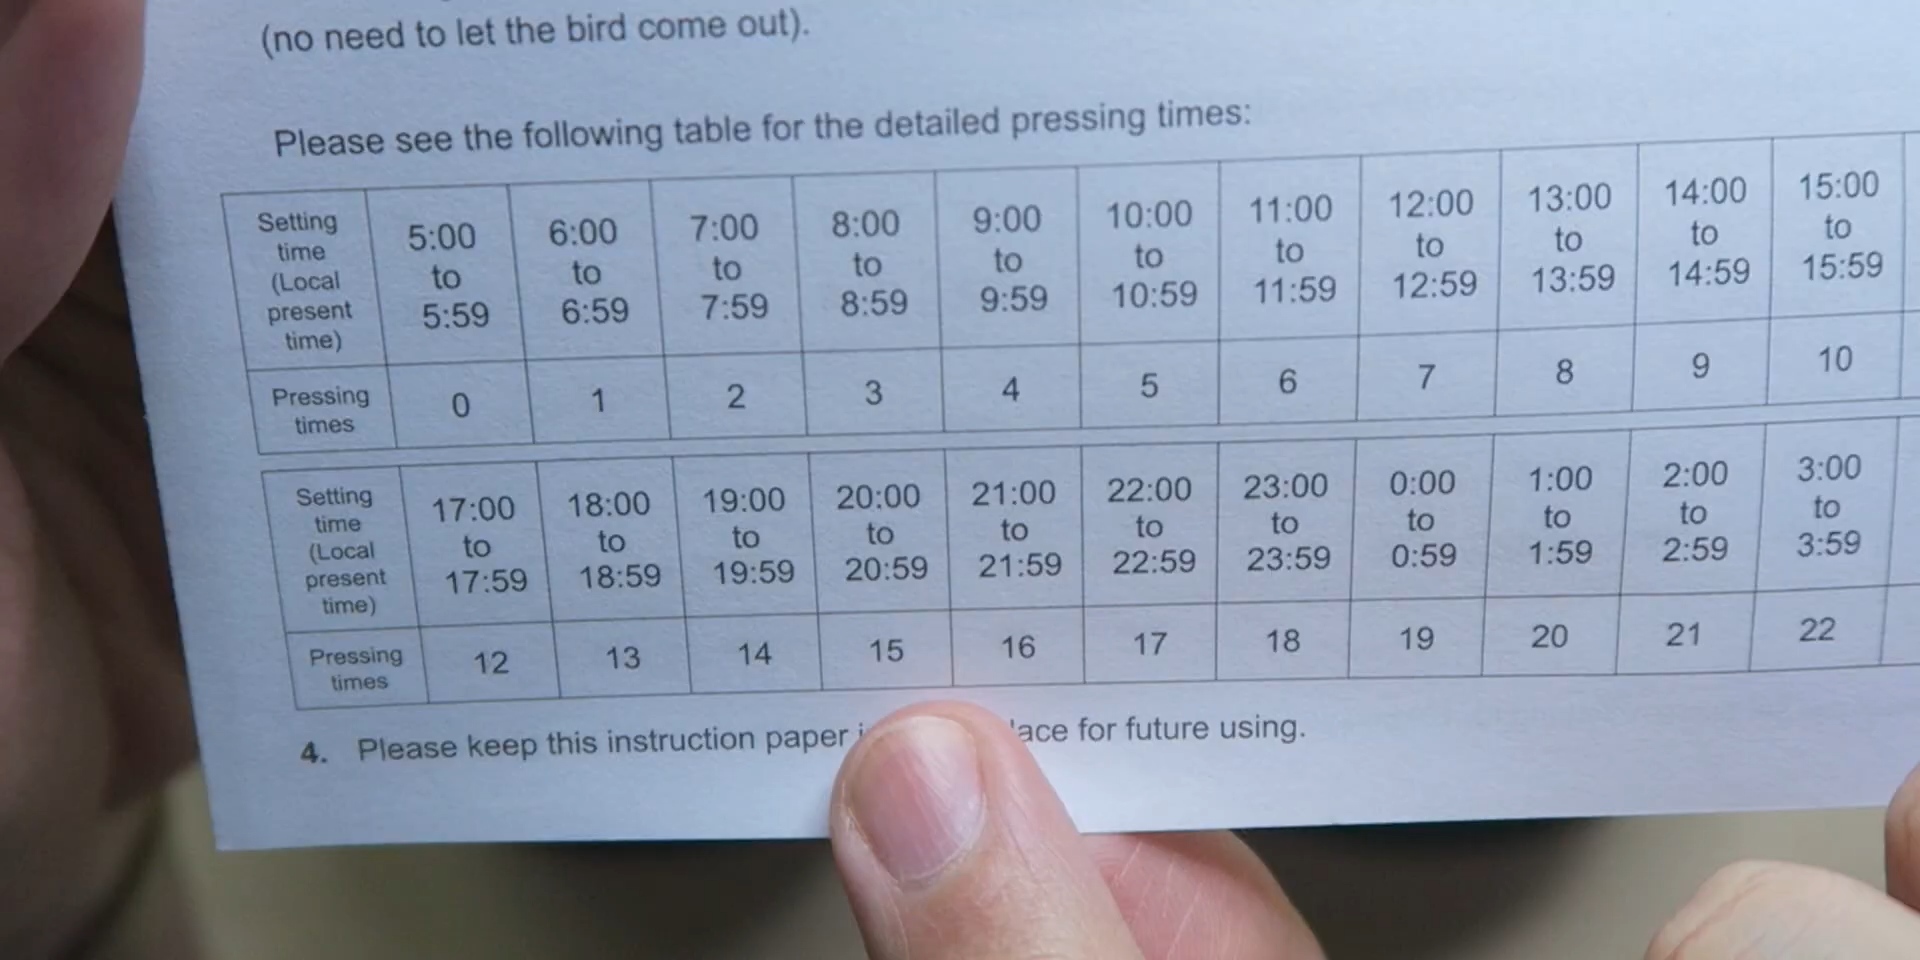 (no need to let the bird come out).
Please see the following table for the detailed pressing times:
Setting time (Local present time) 5:00 to 5:59 6:00 to 6:59 7:00 to 7:59 8:00 to 8:59 9:00 to 9:59 10:00 to 10:59 11:00 to 11:59 12:00 to 12:59 13:00 to 13:59 14:00 to 14:59 15:00 to 15:59
Pressing times 0 1 2 3 4 5 6 7 8 9 10
Setting time (Local present time) 17:00 to 17:59 18:00 to 18:59 19:00 to 19:59 20:00 to 20:59 21:00 to 21:59 22:00 to 22:59 23:00 to 23:59 0:00 to 0:59 1:00 to 1:59 2:00 to 2:59 3:00 to 3:59
Pressing times 12 13 14 15 16 17 18 19 20 21 22
4. Please keep this instruction paper for future using.